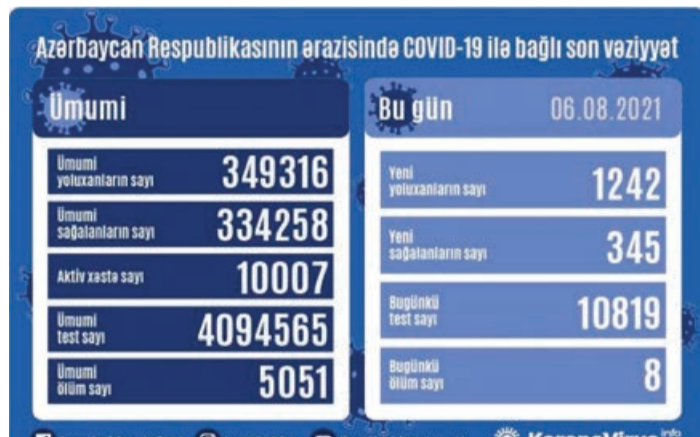 Azərbaycan Respublikasının ərazisində COVID-19 ilə bağlı son vəziyyət
Ümumi
Ümumi
yoluxanların sayı 349316
Ümumi
sağalanların sayı 334258
Aktiv xəstə sayı 10007
Ümumi
test sayı 4094565
Ümumi
ölüm sayı 5051
Bu gün 06.08.2021
Yeni
yoluxanların sayı 1242
Yeni
sağalanların sayı 345
Bugünkü
test sayı 10819
Bugünkü
ölüm sayı 8
KoronaVirus info